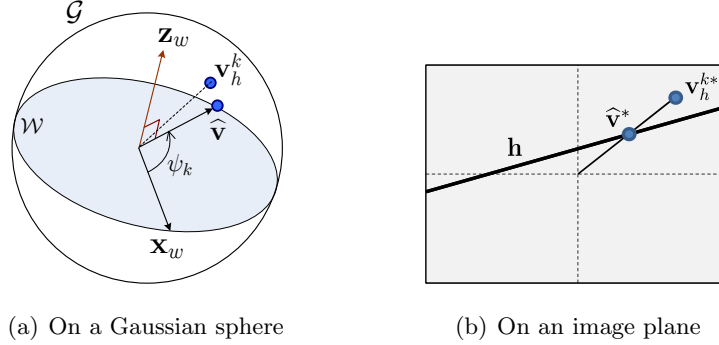 𝒢
𝐳_w
𝐯_h^k
𝒲
𝐯̂
ψ_k
𝐱_w
(a) On a Gaussian sphere
𝐯_h^{k*}
𝐯̂^*
𝐡
(b) On an image plane